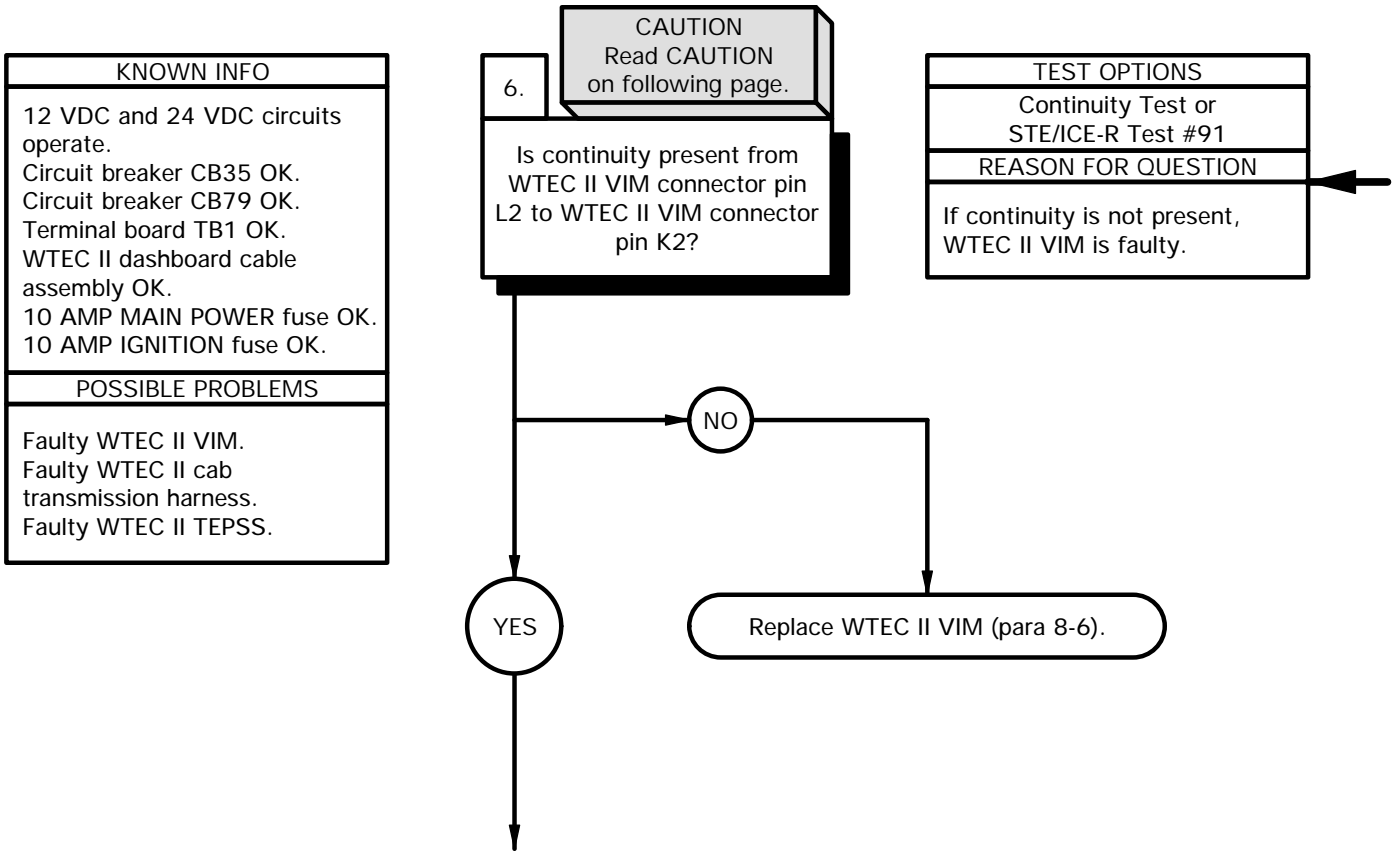 KNOWN INFO
12 VDC and 24 VDC circuits
operate.
Circuit breaker CB35 OK.
Circuit breaker CB79 OK.
Terminal board TB1 OK.
WTEC II dashboard cable
assembly OK.
10 AMP MAIN POWER fuse OK.
10 AMP IGNITION fuse OK.
POSSIBLE PROBLEMS
Faulty WTEC II VIM.
Faulty WTEC II cab
transmission harness.
Faulty WTEC II TEPSS.
6.
CAUTION
Read CAUTION
on following page.
Is continuity present from
WTEC II VIM connector pin
L2 to WTEC II VIM connector
pin K2?
TEST OPTIONS
Continuity Test or
STE/ICE-R Test #91
REASON FOR QUESTION
If continuity is not present,
WTEC II VIM is faulty.
NO
YES
Replace WTEC II VIM (para 8-6).